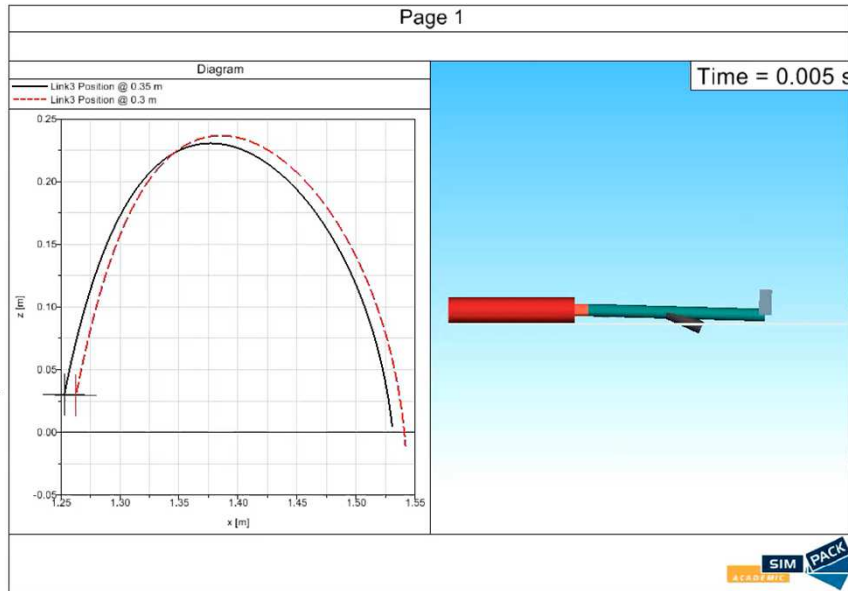 Page 1
Diagram
Time = 0.005 s
Link3 Position @ 0.35 m
Link3 Position @ 0.3 m
0.25
0.20
0.15
z [m]
0.10
0.05
0.00
-0.05
1.25
1.30
1.35
1.40
1.45
1.50
1.55
x [m]
SIM
PACK
ACADEMIC